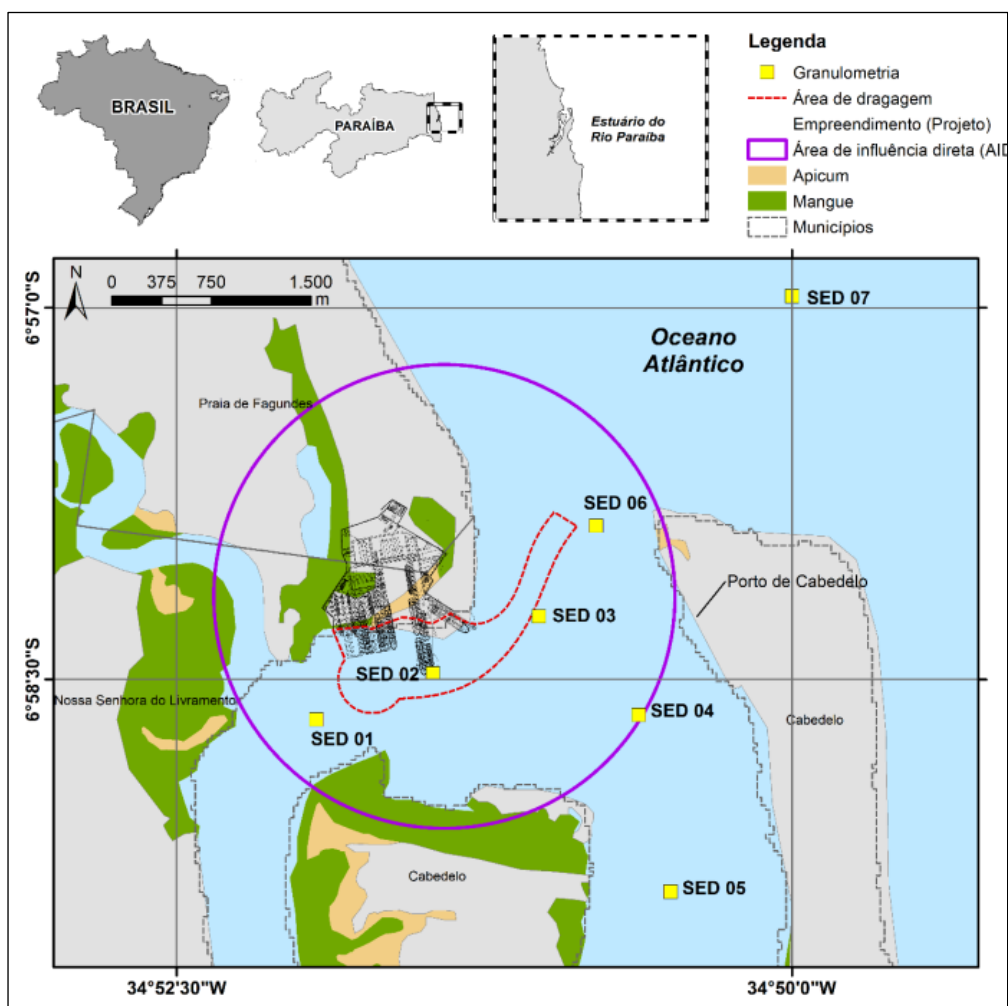 BRASIL
PARAÍBA
Estuário do
Rio Paraíba
Legenda
Granulometria
Área de dragagem
Empreendimento (Projeto)
Área de influência direta (AID
Apicum
Mangue
Municípios
N
0 375 750 1.500
m
6°57'0"S
SED 07
Oceano
Atlântico
Praia de Fagundes
SED 06
Porto de Cabedelo
SED 03
6°58'30"S
SED 02
Nossa Senhora do Livramento
SED 04
SED 01
Cabedelo
Cabedelo
SED 05
34°52'30"W
34°50'0"W